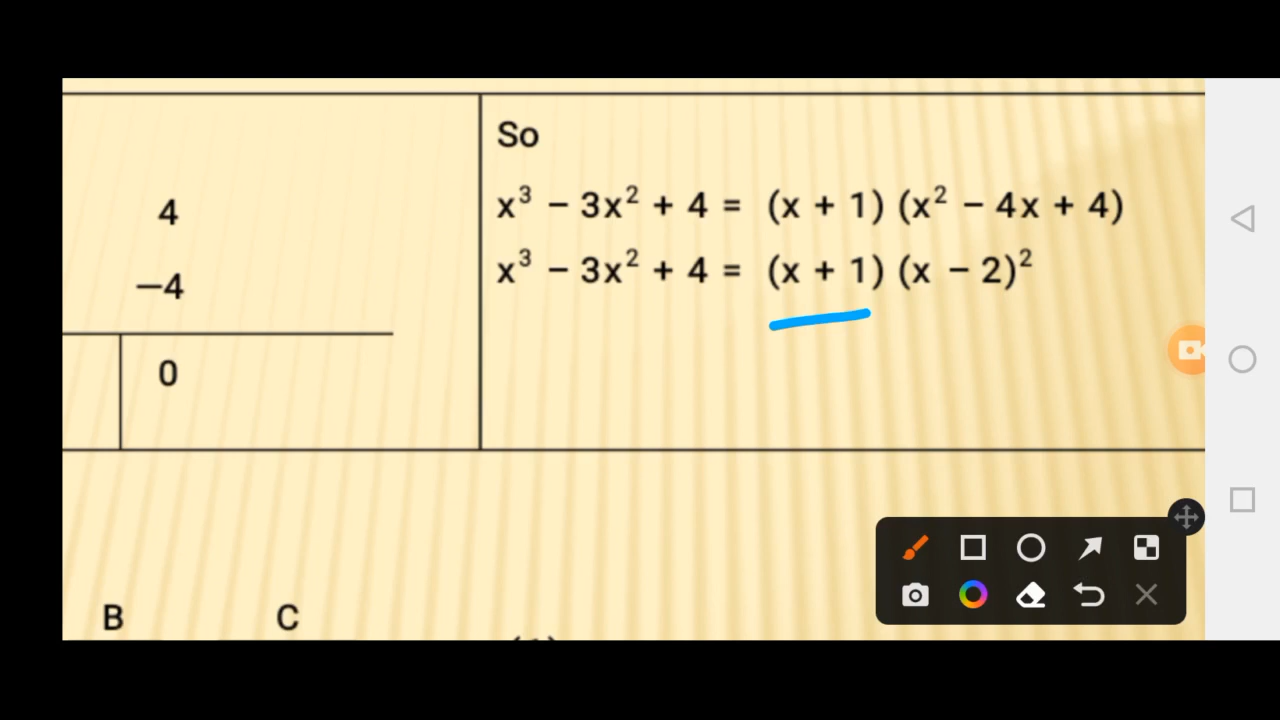 So
4
x³ − 3x² + 4 = (x + 1) (x² − 4x + 4)
x³ − 3x² + 4 = (x + 1) (x − 2)²
−4
0
B C